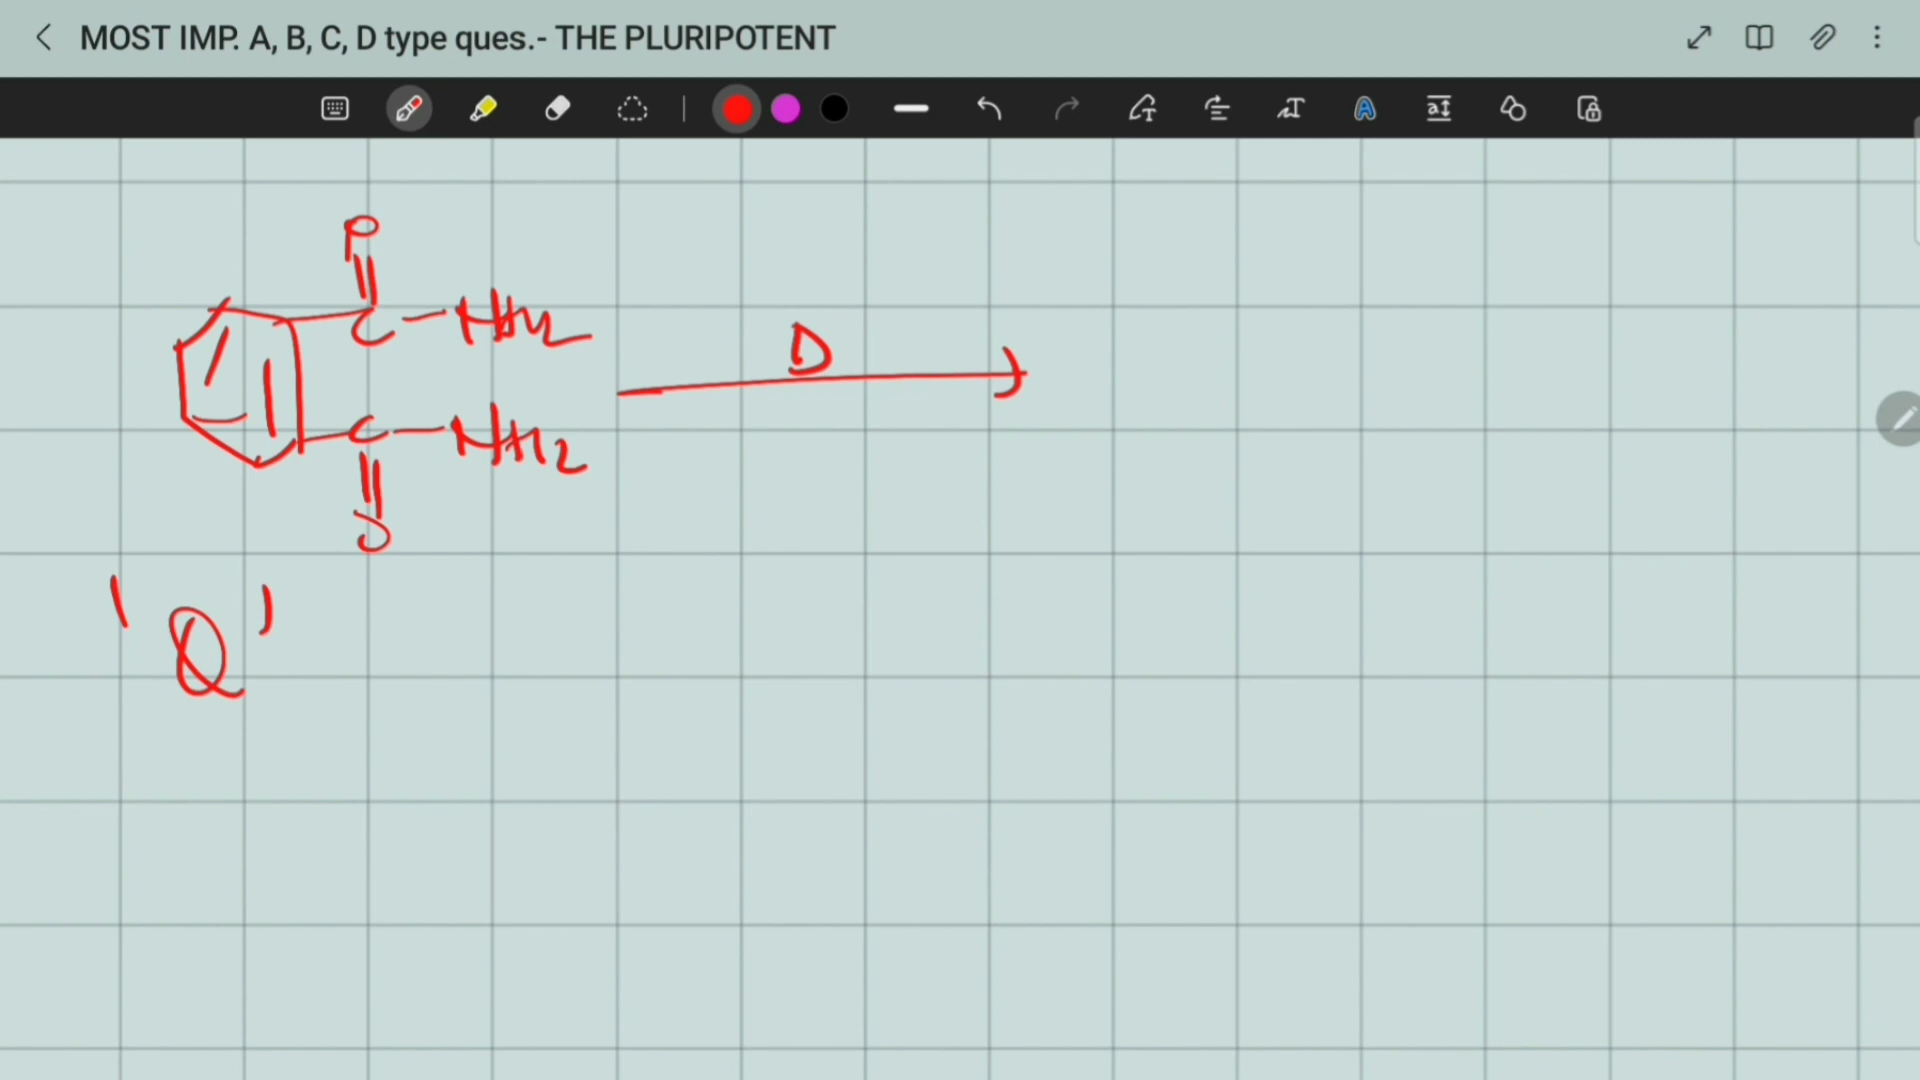 MOST IMP. A, B, C, D type ques.- THE PLURIPOTENT
O
C-NH2
D
C-NH2
O
'Q'